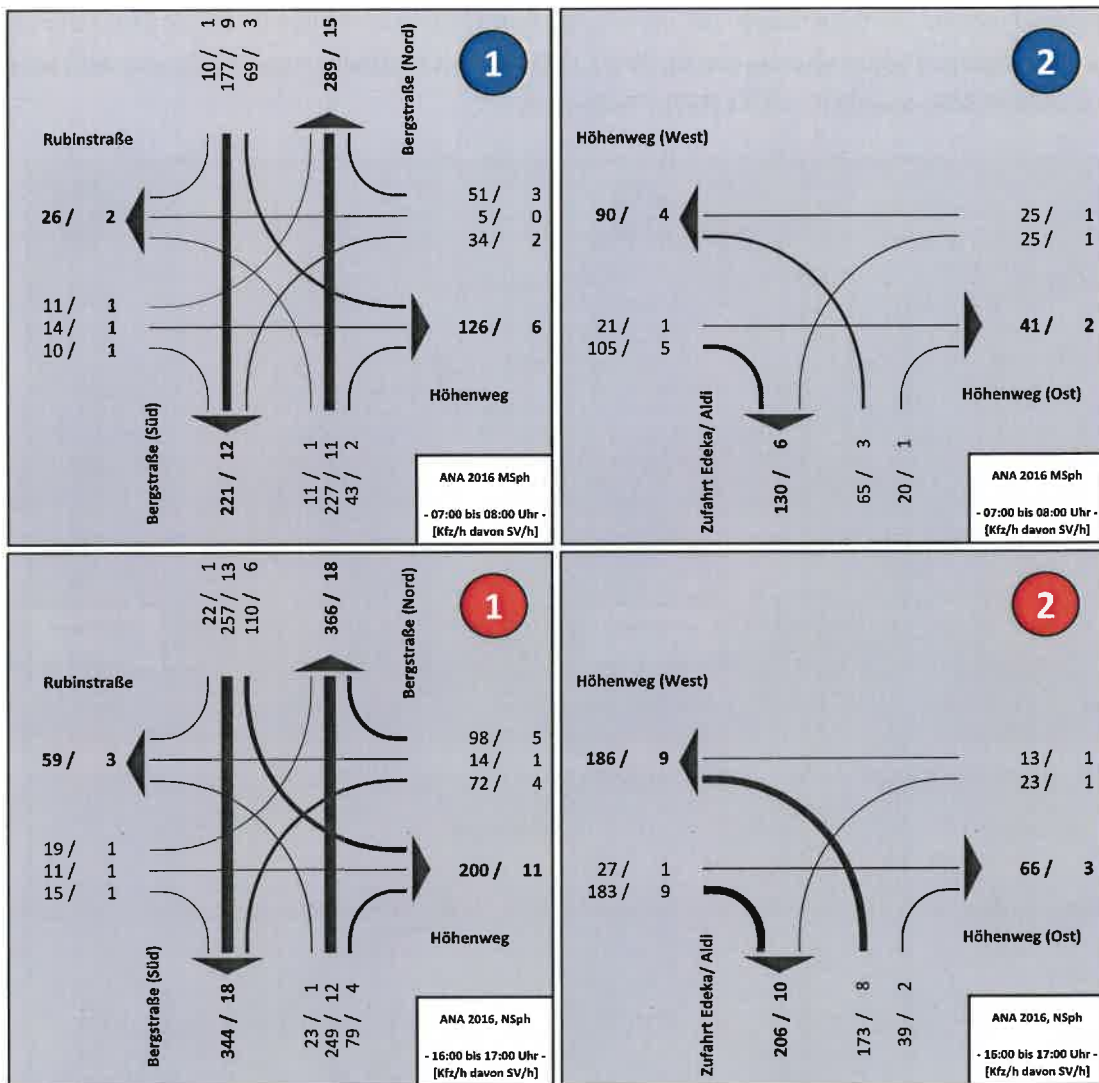 10 / 1
177 / 9
69 / 3
289 / 15
Bergstraße (Nord)
1
Rubinstraße
26 / 2
51 / 3
5 / 0
34 / 2
11 / 1
14 / 1
10 / 1
126 / 6
Höhenweg
Bergstraße (Süd)
221 / 12
11 / 1
227 / 11
43 / 2
ANA 2016 MSph
- 07:00 bis 08:00 Uhr -
[Kfz/h davon SV/h]
2
Höhenweg (West)
90 / 4
25 / 1
25 / 1
21 / 1
105 / 5
41 / 2
Höhenweg (Ost)
Zufahrt Edeka/ Aldi
130 / 6
65 / 3
20 / 1
ANA 2016 MSph
- 07:00 bis 08:00 Uhr -
[Kfz/h davon SV/h]
22 / 1
257 / 13
110 / 6
366 / 18
Bergstraße (Nord)
1
Rubinstraße
59 / 3
98 / 5
14 / 1
72 / 4
19 / 1
11 / 1
15 / 1
200 / 11
Höhenweg
Bergstraße (Süd)
344 / 18
23 / 1
249 / 12
79 / 4
ANA 2016, NSph
- 16:00 bis 17:00 Uhr -
[Kfz/h davon SV/h]
2
Höhenweg (West)
186 / 9
13 / 1
23 / 1
27 / 1
183 / 9
66 / 3
Höhenweg (Ost)
Zufahrt Edeka/ Aldi
206 / 10
173 / 8
39 / 2
ANA 2016, NSph
- 16:00 bis 17:00 Uhr -
[Kfz/h davon SV/h]